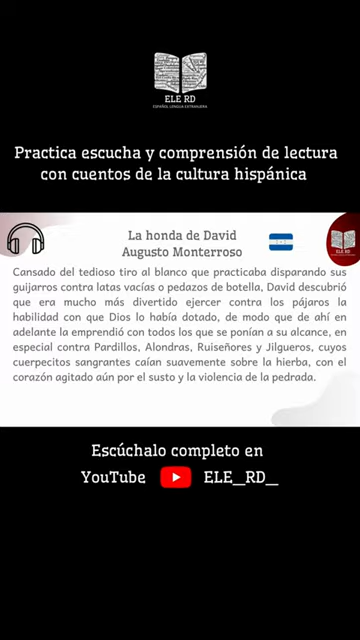 ELE RD
ESPAÑOL LENGUA EXTRANJERA
Practica escucha y comprensión de lectura
con cuentos de la cultura hispánica
La honda de David
Augusto Monterroso
ELE RD
Cansado del tedioso tiro al blanco que practicaba disparando sus
guijarros contra latas vacías o pedazos de botella, David descubrió
que era mucho más divertido ejercer contra los pájaros la
habilidad con que Dios lo había dotado, de modo que de ahí en
adelante la emprendió con todos los que se ponían a su alcance, en
especial contra Pardillos, Alondras, Ruiseñores y Jilgueros, cuyos
cuerpecitos sangrantes caían suavemente sobre la hierba, con el
corazón agitado aún por el susto y la violencia de la pedrada.
Escúchalo completo en
YouTube ELE_RD_